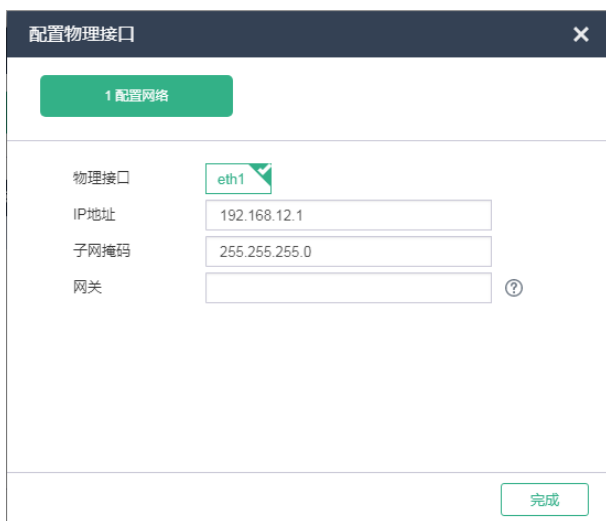 配置物理接口
1 配置网络
物理接口 eth1
IP地址 192.168.12.1
子网掩码 255.255.255.0
网关
完成